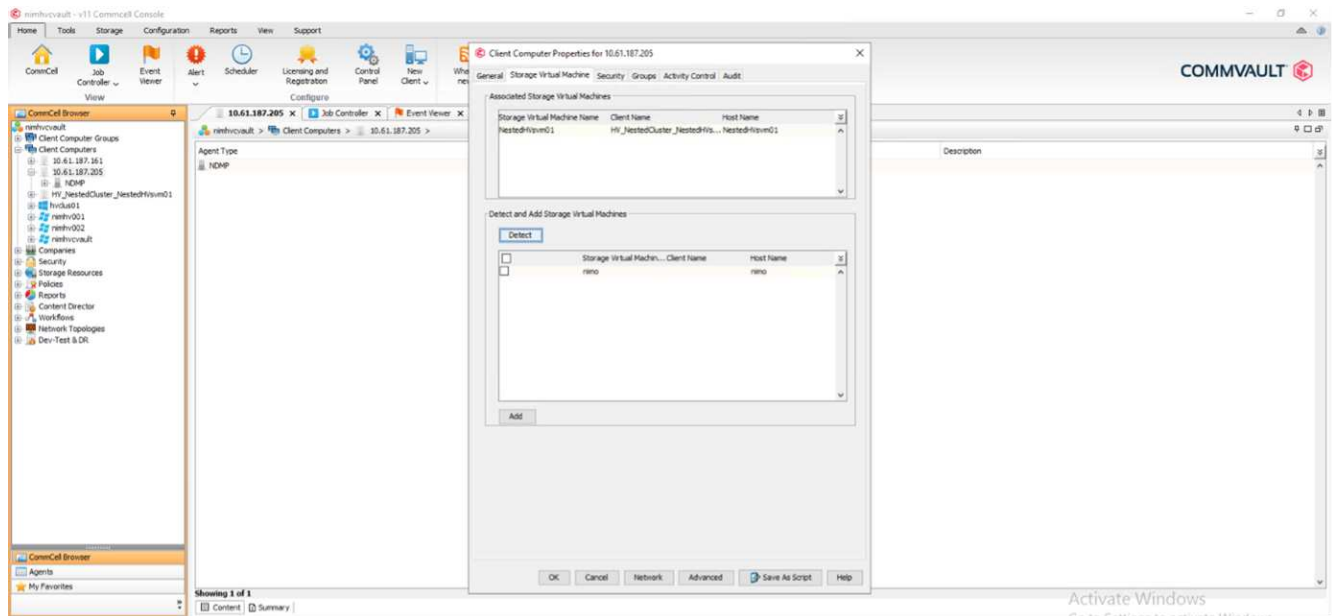 nimhvcvault - v11 Commcell Console
Home Tools Storage Configuration Reports View Support
CommCell Job Controller Event Viewer Alert Scheduler Licensing and Registration Control Panel New Client
View Configure
COMMVAULT
CommCell Browser
nimhvcvault
Client Computer Groups
Client Computers
10.61.187.161
10.61.187.205
NDMP
HV_NestedCluster_NestedHVsvm01
hvclus01
nimhv001
nimhv002
nimhvcvault
Companies
Security
Storage Resources
Policies
Reports
Content Director
Workflows
Network Topologies
Dev-Test & DR
CommCell Browser
Agents
My Favorites
10.61.187.205 Job Controller Event Viewer
nimhvcvault > Client Computers > 10.61.187.205 >
Agent Type
NDMP
Description
Showing 1 of 1
Content Summary
Client Computer Properties for 10.61.187.205
General Storage Virtual Machine Security Groups Activity Control Audit
Associated Storage Virtual Machines
Storage Virtual Machine Name Client Name Host Name
NestedHVsvm01 HV_NestedCluster_NestedHVs... NestedHVsvm01
Detect and Add Storage Virtual Machines
Detect
Storage Virtual Machin... Client Name Host Name
nimo nimo
Add
OK Cancel Network Advanced Save As Script Help
Activate Windows